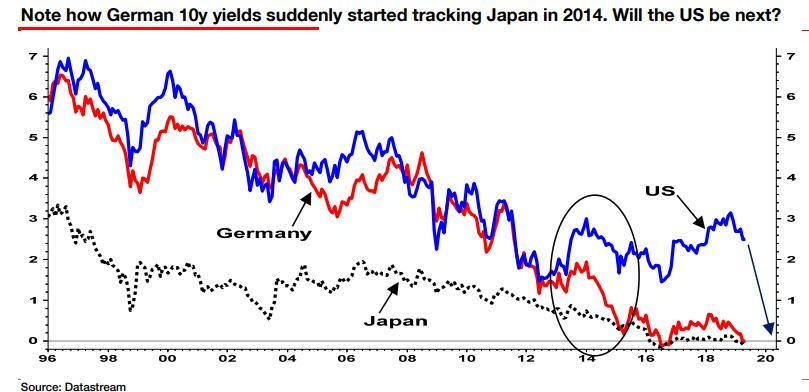 Note how German 10y yields suddenly started tracking Japan in 2014. Will the US be next?
7 7
6 6
5 5
4 4
3 3
2 2
1 1
0 0
US
Germany
Japan
96 98 00 02 04 06 08 10 12 14 16 18 20
Source: Datastream